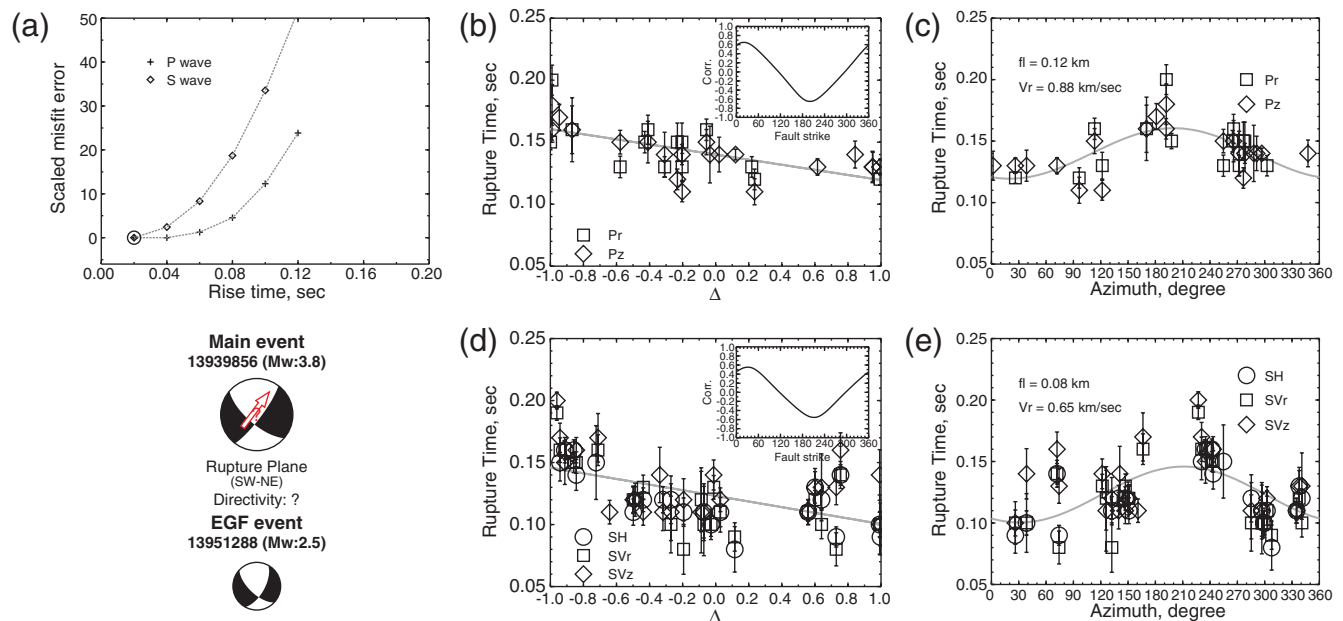 (a)
50
40
30
20
10
0
Scaled misfit error
P wave
S wave
0.00 0.04 0.08 0.12 0.16 0.20
Rise time, sec
(b)
0.25
0.20
0.15
0.10
0.05
Rupture Time, sec
Pr
Pz
-1.0 -0.8 -0.6 -0.4 -0.2 0.0 0.2 0.4 0.6 0.8 1.0
Δ
1.0
0.8
0.6
0.4
0.2
0.0
-0.2
-0.4
-0.6
-0.8
-1.0
Corr.
0 60 120 180 240 300 360
Fault strike
(c)
0.25
0.20
0.15
0.10
0.05
Rupture Time, sec
fl = 0.12 km
Vr = 0.88 km/sec
Pr
Pz
0 30 60 90 120 150 180 210 240 270 300 330 360
Azimuth, degree
Main event
13939856 (Mw:3.8)
?
Rupture Plane
(SW-NE)
Directivity: ?
EGF event
13951288 (Mw:2.5)
(d)
0.25
0.20
0.15
0.10
0.05
Rupture Time, sec
SH
SVr
SVz
-1.0 -0.8 -0.6 -0.4 -0.2 0.0 0.2 0.4 0.6 0.8 1.0
Δ
1.0
0.8
0.6
0.4
0.2
0.0
-0.2
-0.4
-0.6
-0.8
-1.0
Corr.
0 60 120 180 240 300 360
Fault strike
(e)
0.25
0.20
0.15
0.10
0.05
Rupture Time, sec
fl = 0.08 km
Vr = 0.65 km/sec
SH
SVr
SVz
0 30 60 90 120 150 180 210 240 270 300 330 360
Azimuth, degree